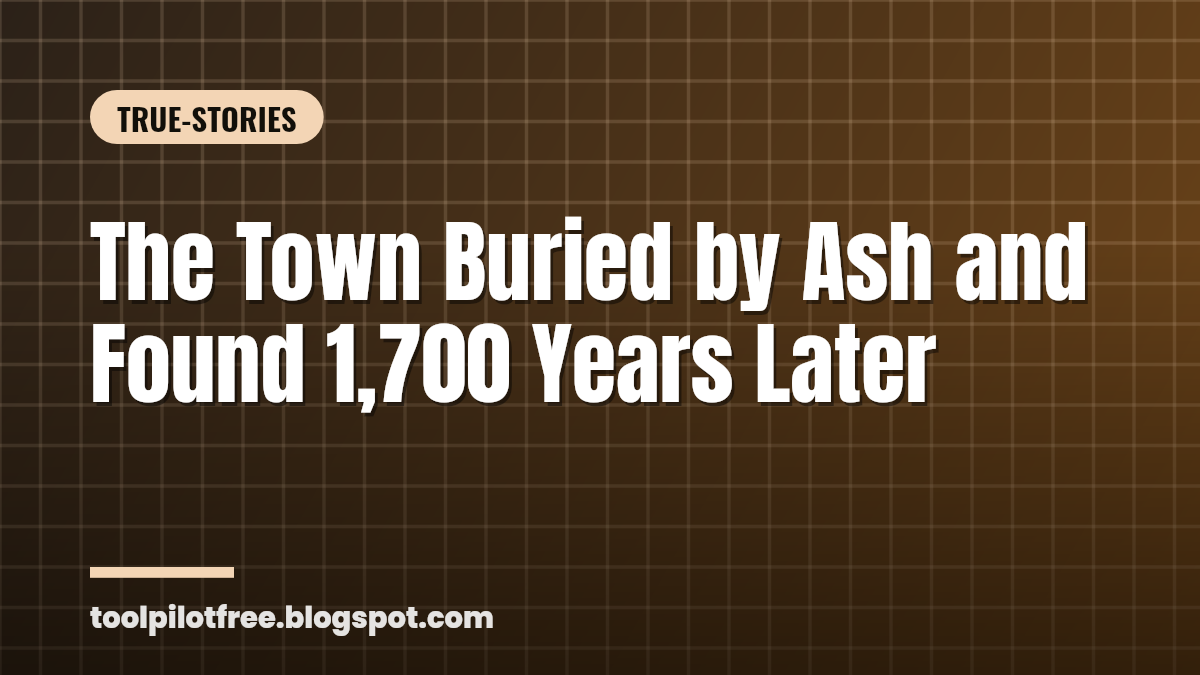 TRUE-STORIES
The Town Buried by Ash and
Found 1,700 Years Later
toolpilotfree.blogspot.com